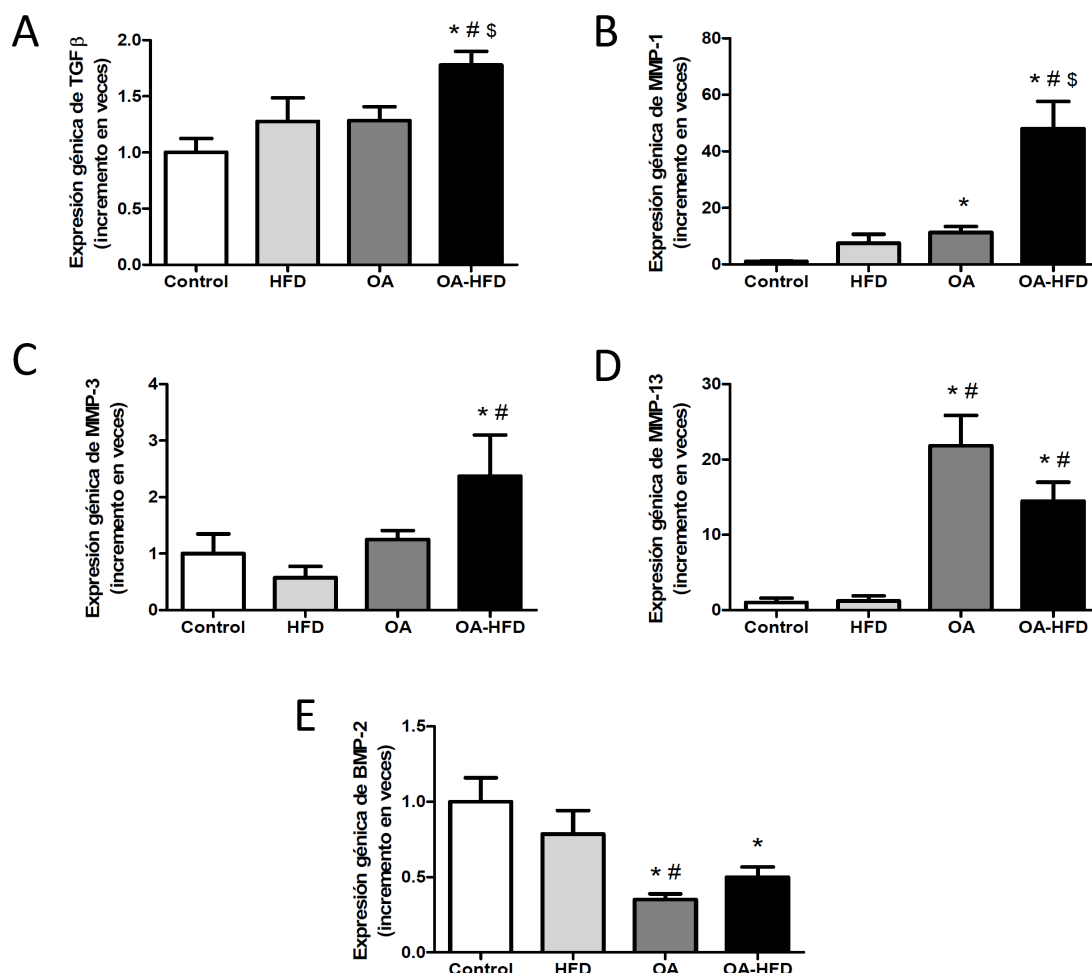 A
Expresión génica de TGFβ
(incremento en veces)
2.0
1.5
1.0
0.5
0.0
* # $
Control HFD OA OA-HFD
B
Expresión génica de MMP-1
(incremento en veces)
80
60
40
20
0
*
* # $
Control HFD OA OA-HFD
C
Expresión génica de MMP-3
(incremento en veces)
4
3
2
1
0
* #
Control HFD OA OA-HFD
D
Expresión génica de MMP-13
(incremento en veces)
30
20
10
0
* #
* #
Control HFD OA OA-HFD
E
Expresión génica de BMP-2
(incremento en veces)
1.5
1.0
0.5
0.0
* #
*
Control HFD OA OA-HFD